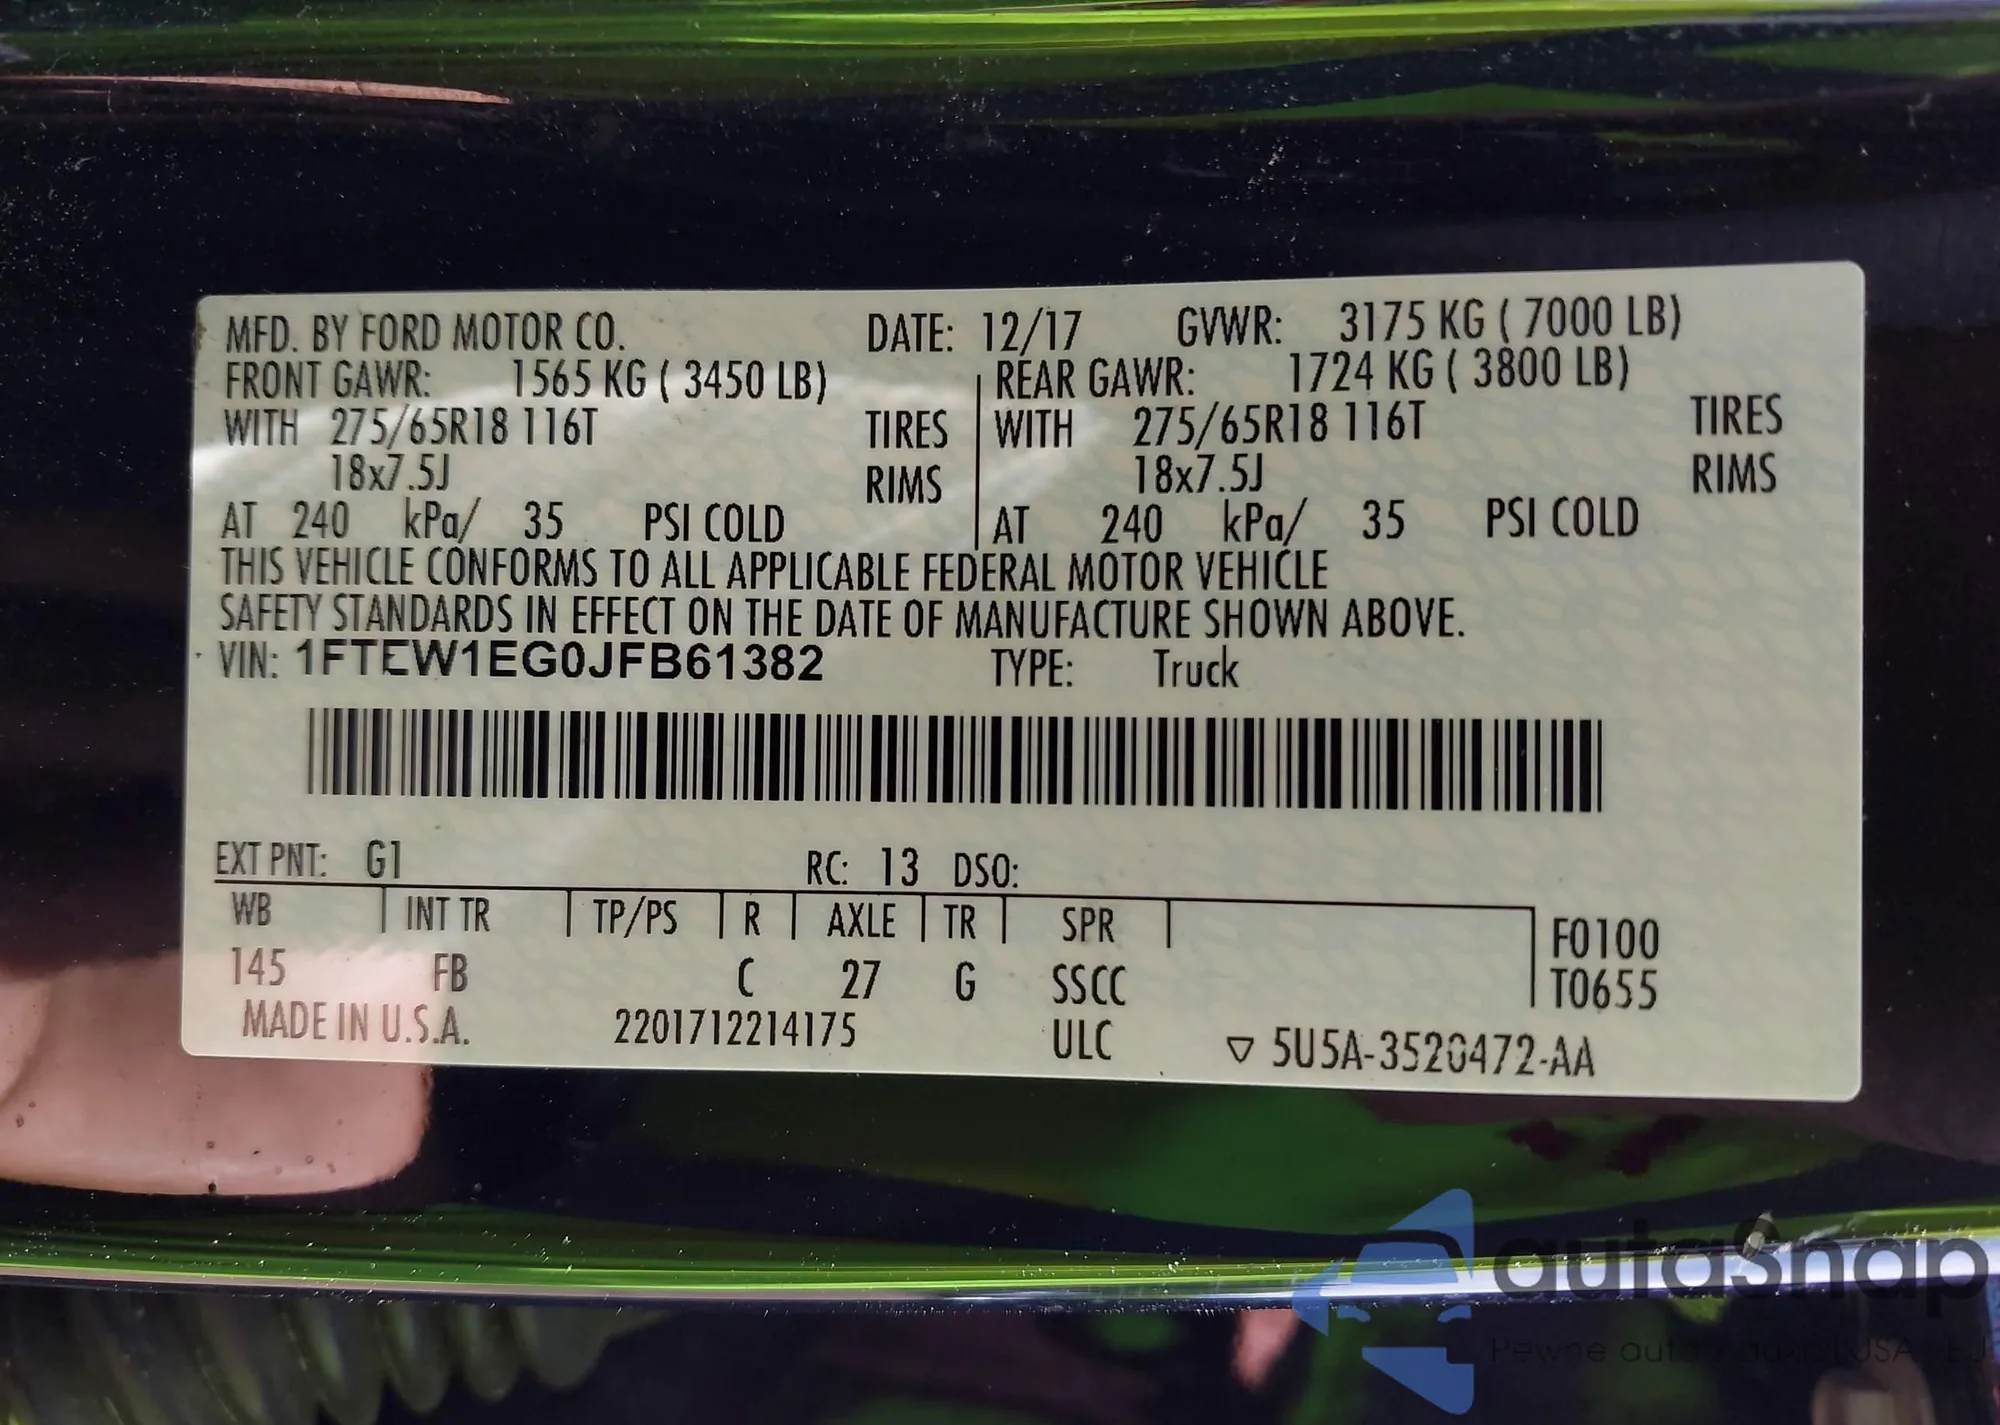 MFD. BY FORD MOTOR CO. DATE: 12/17 GVWR: 3175 KG ( 7000 LB)
FRONT GAWR: 1565 KG ( 3450 LB) REAR GAWR: 1724 KG ( 3800 LB)
WITH 275/65R18 116T TIRES WITH 275/65R18 116T TIRES
18x7.5J RIMS 18x7.5J RIMS
AT 240 kPa/ 35 PSI COLD AT 240 kPa/ 35 PSI COLD
THIS VEHICLE CONFORMS TO ALL APPLICABLE FEDERAL MOTOR VEHICLE
SAFETY STANDARDS IN EFFECT ON THE DATE OF MANUFACTURE SHOWN ABOVE.
VIN: 1FTEW1EG0JFB61382 TYPE: Truck
EXT PNT: G1 RC: 13 DSO:
WB INT TR TP/PS R AXLE TR SPR F0100
145 FB C 27 G SSCC T0655
MADE IN U.S.A. 2201712214175 ULC ▽ 5U5A-3520472-AA
autaSnap
Pewne auta